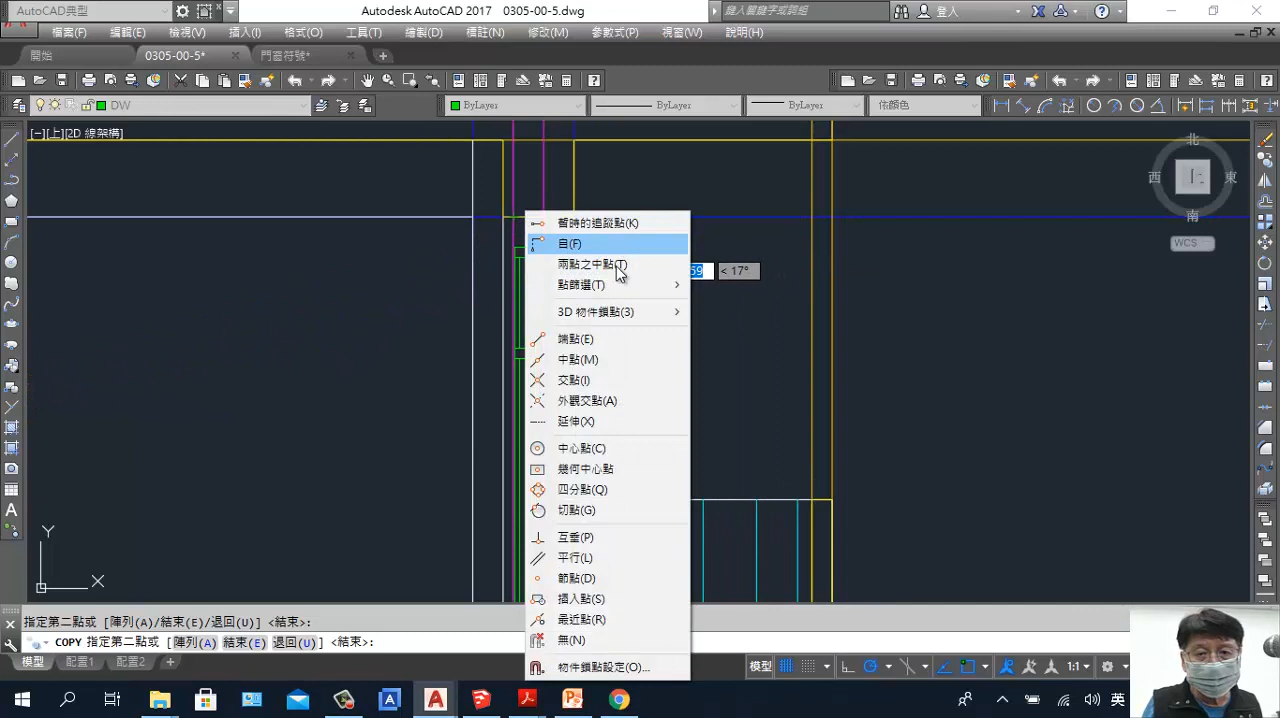 AutoCAD典型
Autodesk AutoCAD 2017 0305-00-5.dwg
鍵入關鍵字或詞組
登入
檔案(F) 編輯(E) 檢視(V) 插入(I) 格式(O) 工具(T) 繪製(D) 標註(N) 修改(M) 參數式(P) 視窗(W) 說明(H)
開始 0305-00-5* 門窗符號*
DW ByLayer ByLayer ByLayer 依顏色
[−][上][2D 線架構]
北
西 東
南
WCS
暫時的追蹤點(K)
自(F)
兩點之中點(T)
59 < 17°
點篩選(T)
3D 物件鎖點(3)
端點(E)
中點(M)
交點(I)
外觀交點(A)
延伸(X)
中心點(C)
幾何中心點
四分點(Q)
切點(G)
互垂(P)
平行(L)
節點(D)
插入點(S)
最近點(R)
無(N)
物件鎖點設定(O)...
Y
X
指定第二點或 [陣列(A)/結束(E)/退回(U)] <結束>:
COPY 指定第二點或 [陣列(A) 結束(E) 退回(U)] <結束>:
模型 配置1 配置2
模型 1:1
英